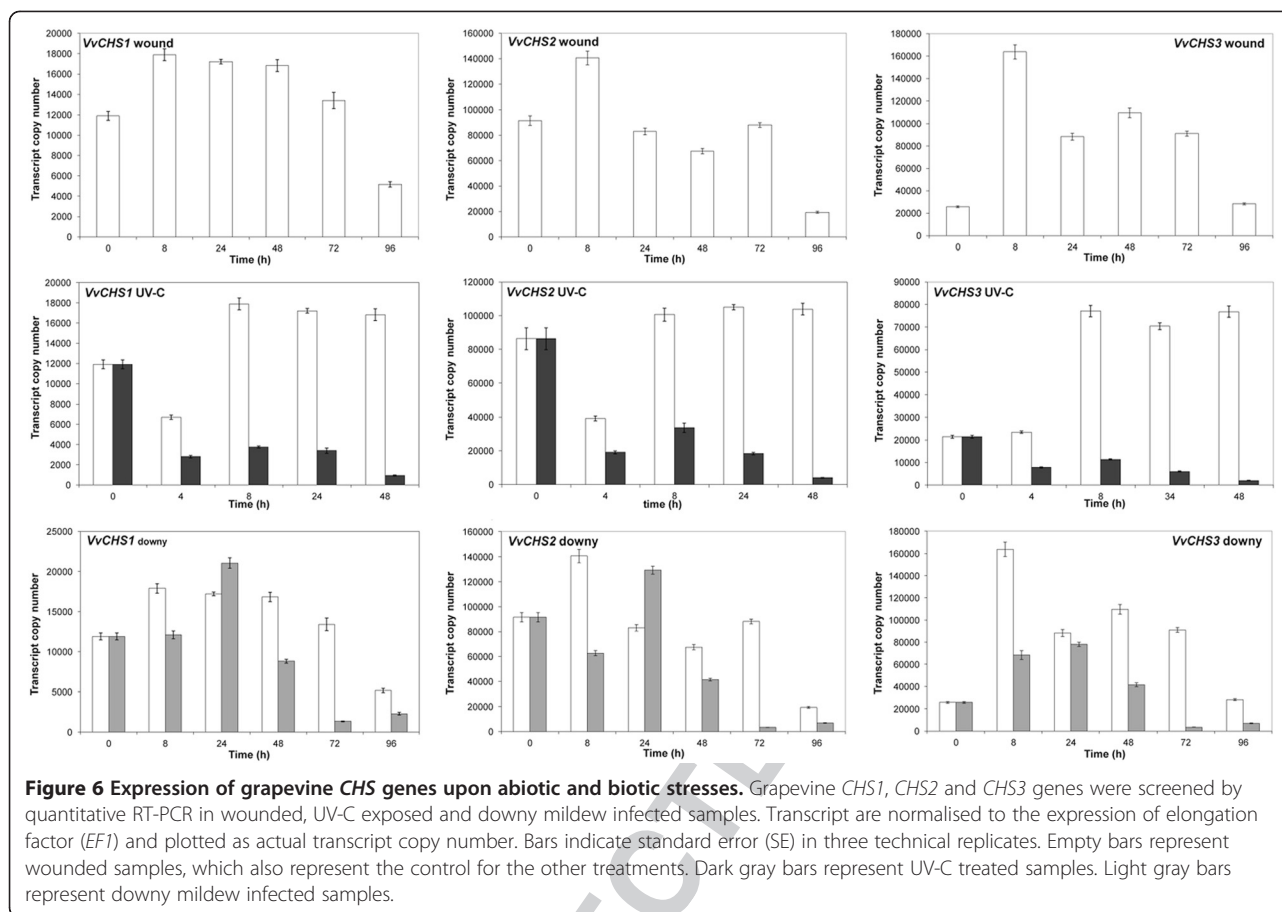 VvCHS1 wound
Transcript copy number
20000
18000
16000
14000
12000
10000
8000
6000
4000
2000
0
0 8 24 48 72 96
Time (h)
VvCHS2 wound
Transcript copy number
160000
140000
120000
100000
80000
60000
40000
20000
0
0 8 24 48 72 96
Time (h)
VvCHS3 wound
Transcript copy number
180000
160000
140000
120000
100000
80000
60000
40000
20000
0
0 8 24 48 72 96
Time (h)
VvCHS1 UV-C
Transcript copy number
20000
18000
16000
14000
12000
10000
8000
6000
4000
2000
0
0 4 8 24 48
Time (h)
VvCHS2 UV-C
Transcript copy number
120000
100000
80000
60000
40000
20000
0
0 4 8 24 48
time (h)
VvCHS3 UV-C
Transcript copy number
90000
80000
70000
60000
50000
40000
30000
20000
10000
0
0 4 8 34 48
Time (h)
VvCHS1 downy
Transcript copy number
25000
20000
15000
10000
5000
0
0 8 24 48 72 96
Time (h)
VvCHS2 downy
Transcript copy number
160000
140000
120000
100000
80000
60000
40000
20000
0
0 8 24 48 72 96
Time (h)
VvCHS3 downy
Transcript copy number
180000
160000
140000
120000
100000
80000
60000
40000
20000
0
0 8 24 48 72 96
Time (h)
Figure 6 Expression of grapevine CHS genes upon abiotic and biotic stresses. Grapevine CHS1, CHS2 and CHS3 genes were screened by
quantitative RT-PCR in wounded, UV-C exposed and downy mildew infected samples. Transcript are normalised to the expression of elongation
factor (EF1) and plotted as actual transcript copy number. Bars indicate standard error (SE) in three technical replicates. Empty bars represent
wounded samples, which also represent the control for the other treatments. Dark gray bars represent UV-C treated samples. Light gray bars
represent downy mildew infected samples.